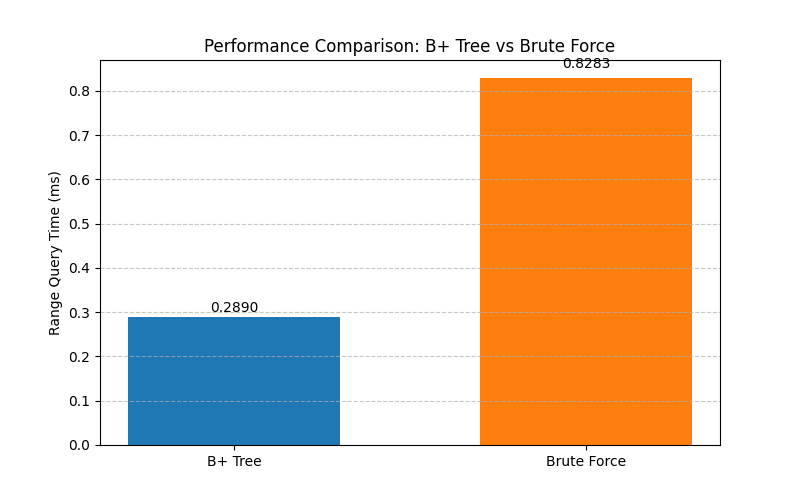 Performance Comparison: B+ Tree vs Brute Force
0.8283
0.8
0.7
0.6
0.5
0.4
0.3
0.2
0.1
0.0
0.2890
Range Query Time (ms)
B+ Tree
Brute Force